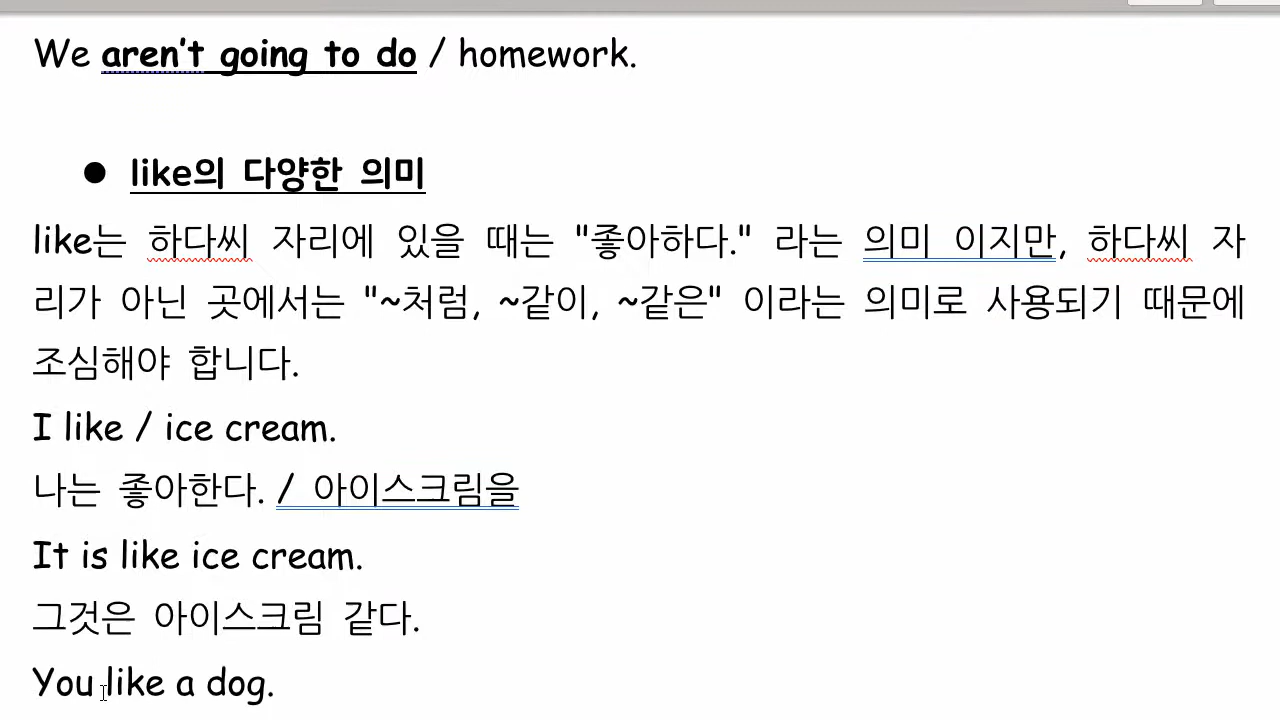 We aren't going to do / homework.
● like의 다양한 의미
like는 하다씨 자리에 있을 때는 "좋아하다." 라는 의미 이지만, 하다씨 자
리가 아닌 곳에서는 "~처럼, ~같이, ~같은" 이라는 의미로 사용되기 때문에
조심해야 합니다.
I like / ice cream.
나는 좋아한다. / 아이스크림을
It is like ice cream.
그것은 아이스크림 같다.
You like a dog.